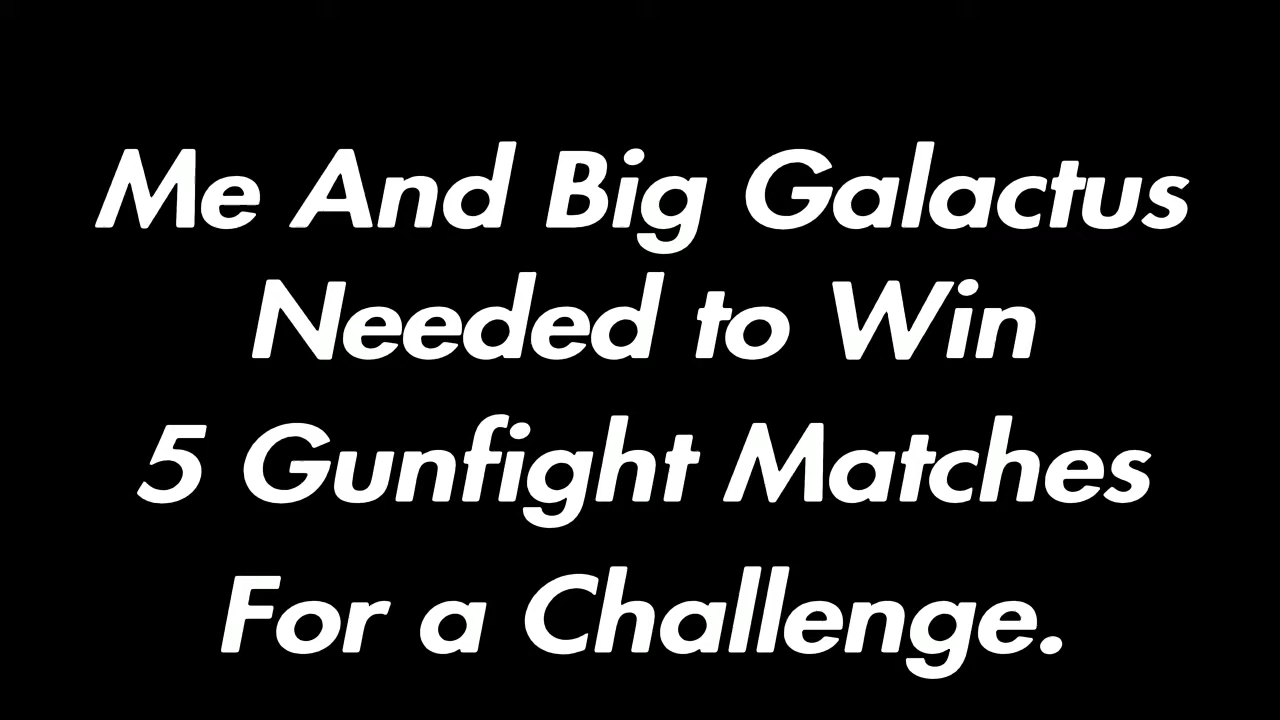 Me And Big Galactus
Needed to Win
5 Gunfight Matches
For a Challenge.